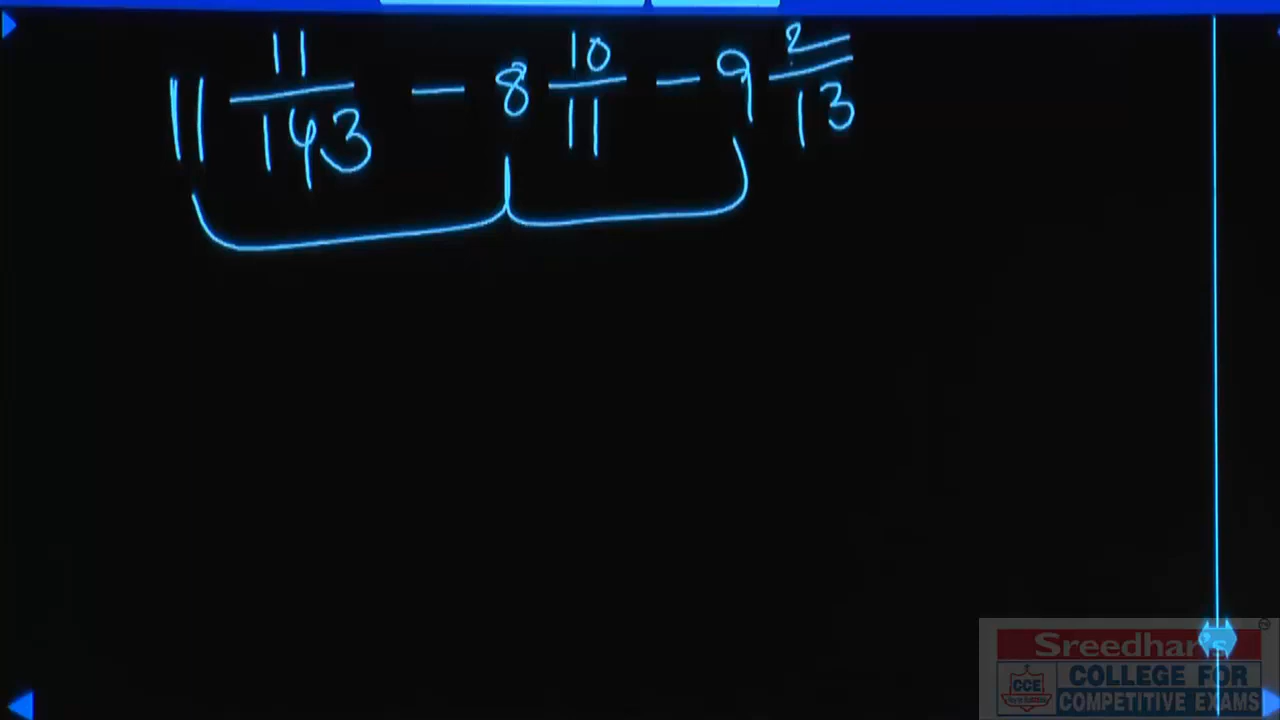 11 11/143 - 8 10/11 - 9 2/13
Sreedhar's
CCE
COLLEGE FOR
COMPETITIVE EXAMS